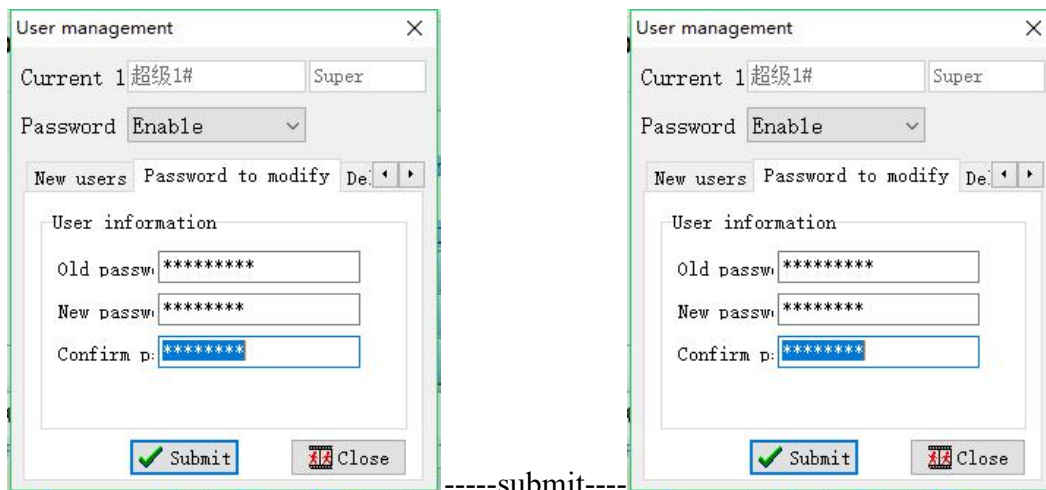 User management
Current l 超级1# Super
Password Enable
New users Password to modify De
User information
Old passw *********
New passw ********
Confirm p ********
Submit Close
-----submit----
User management
Current l 超级1# Super
Password Enable
New users Password to modify De
User information
Old passw *********
New passw ********
Confirm p ********
Submit Close